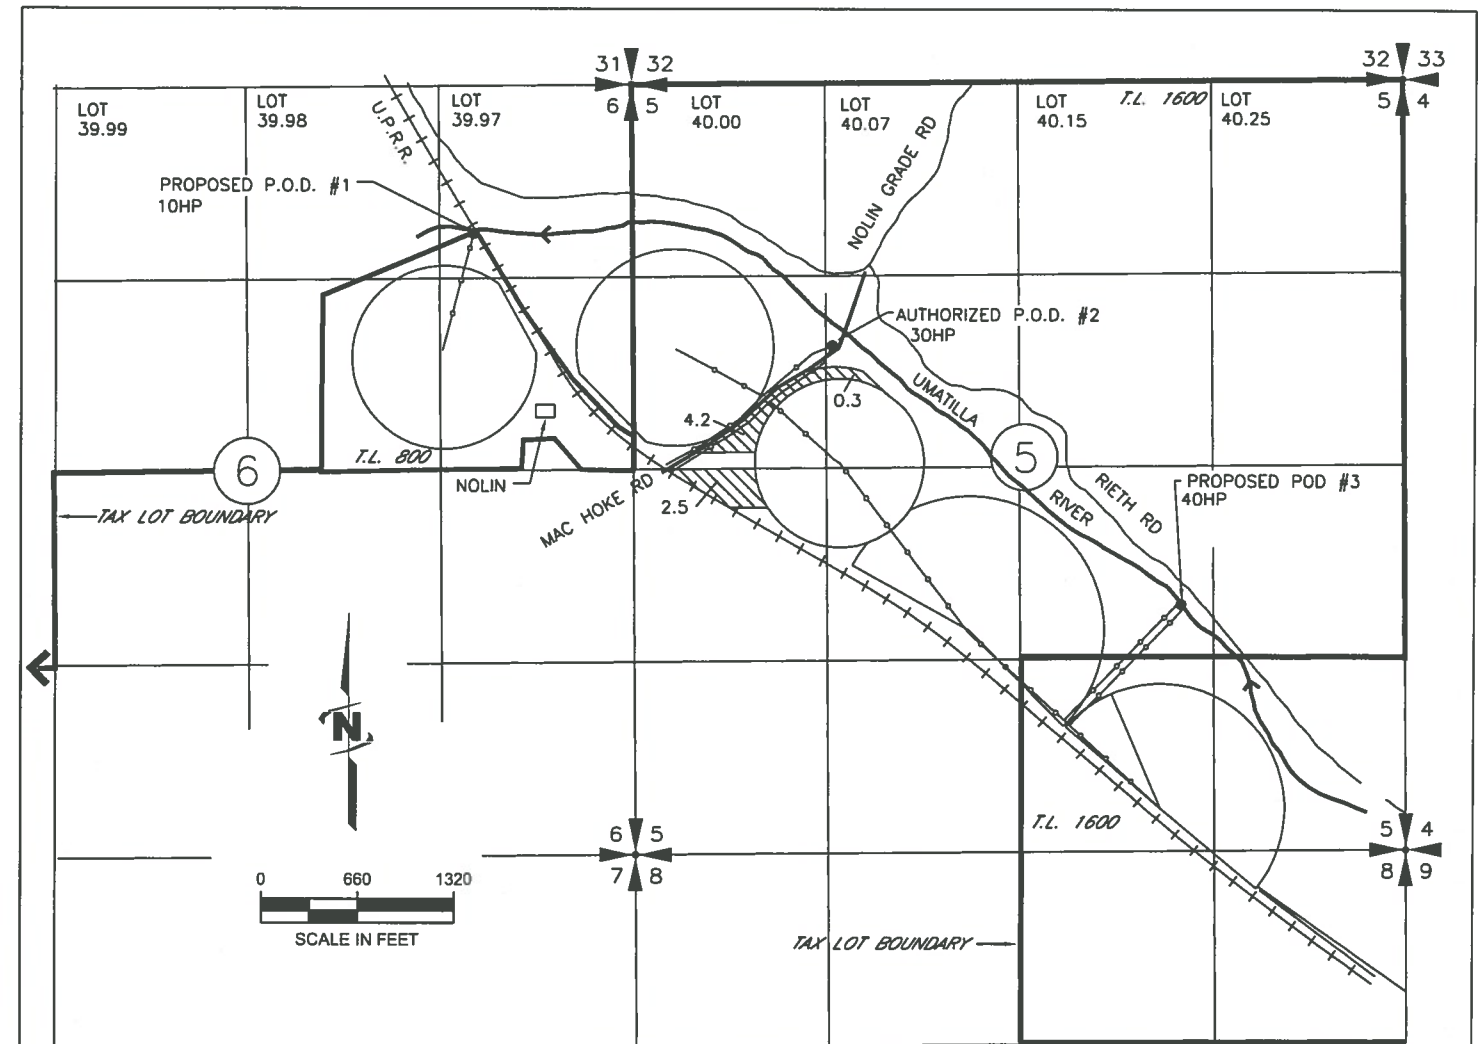 31 32
32 33
6 5
5 4
LOT
39.99
LOT
39.98
LOT
39.97
LOT
40.00
LOT
40.07
LOT
40.15
T.L. 1600
LOT
40.25
U.P.R.R.
NOLIN GRADE RD
PROPOSED P.O.D. #1
10HP
AUTHORIZED P.O.D. #2
30HP
UMATILLA
RIVER
0.3
4.2
2.5
6
5
T.L. 800
NOLIN
MAC HOKE RD
RIETH RD
PROPOSED POD #3
40HP
TAX LOT BOUNDARY
N
T.L. 1600
6 5
7 8
5 4
8 9
0 660 1320
SCALE IN FEET
TAX LOT BOUNDARY